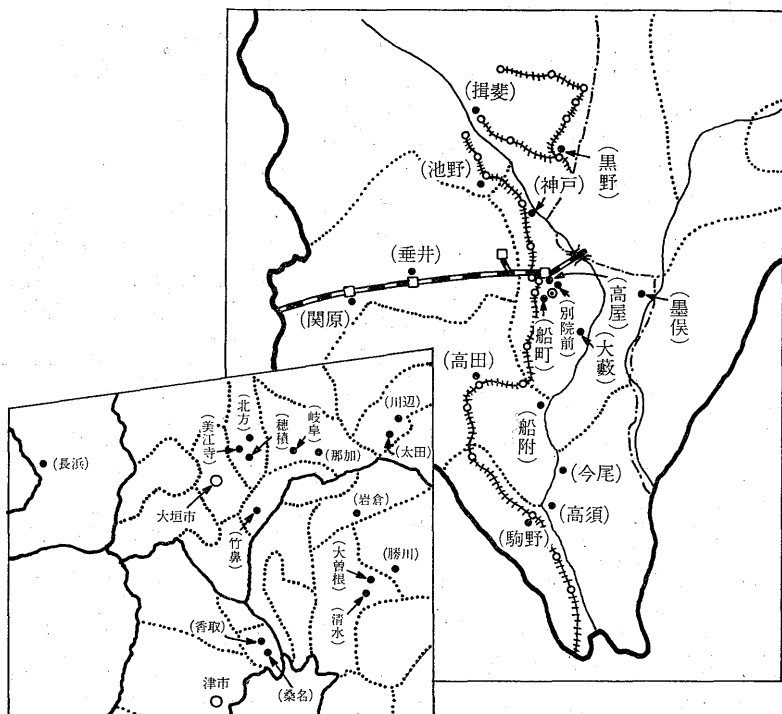 (揖斐)
(黒野)
(池野)
(神戸)
(垂井)
(関原)
(高屋)
(墨俣)
(別院前)
(船町)
(大藪)
(高田)
(船附)
(今尾)
(高須)
(駒野)
(長浜)
(美江寺)
(北方)
(穂積)
(岐阜)
(那加)
(川辺)
(太田)
大垣市
(竹鼻)
(岩倉)
(大曽根)
(勝川)
(清水)
(香取)
(桑名)
津市